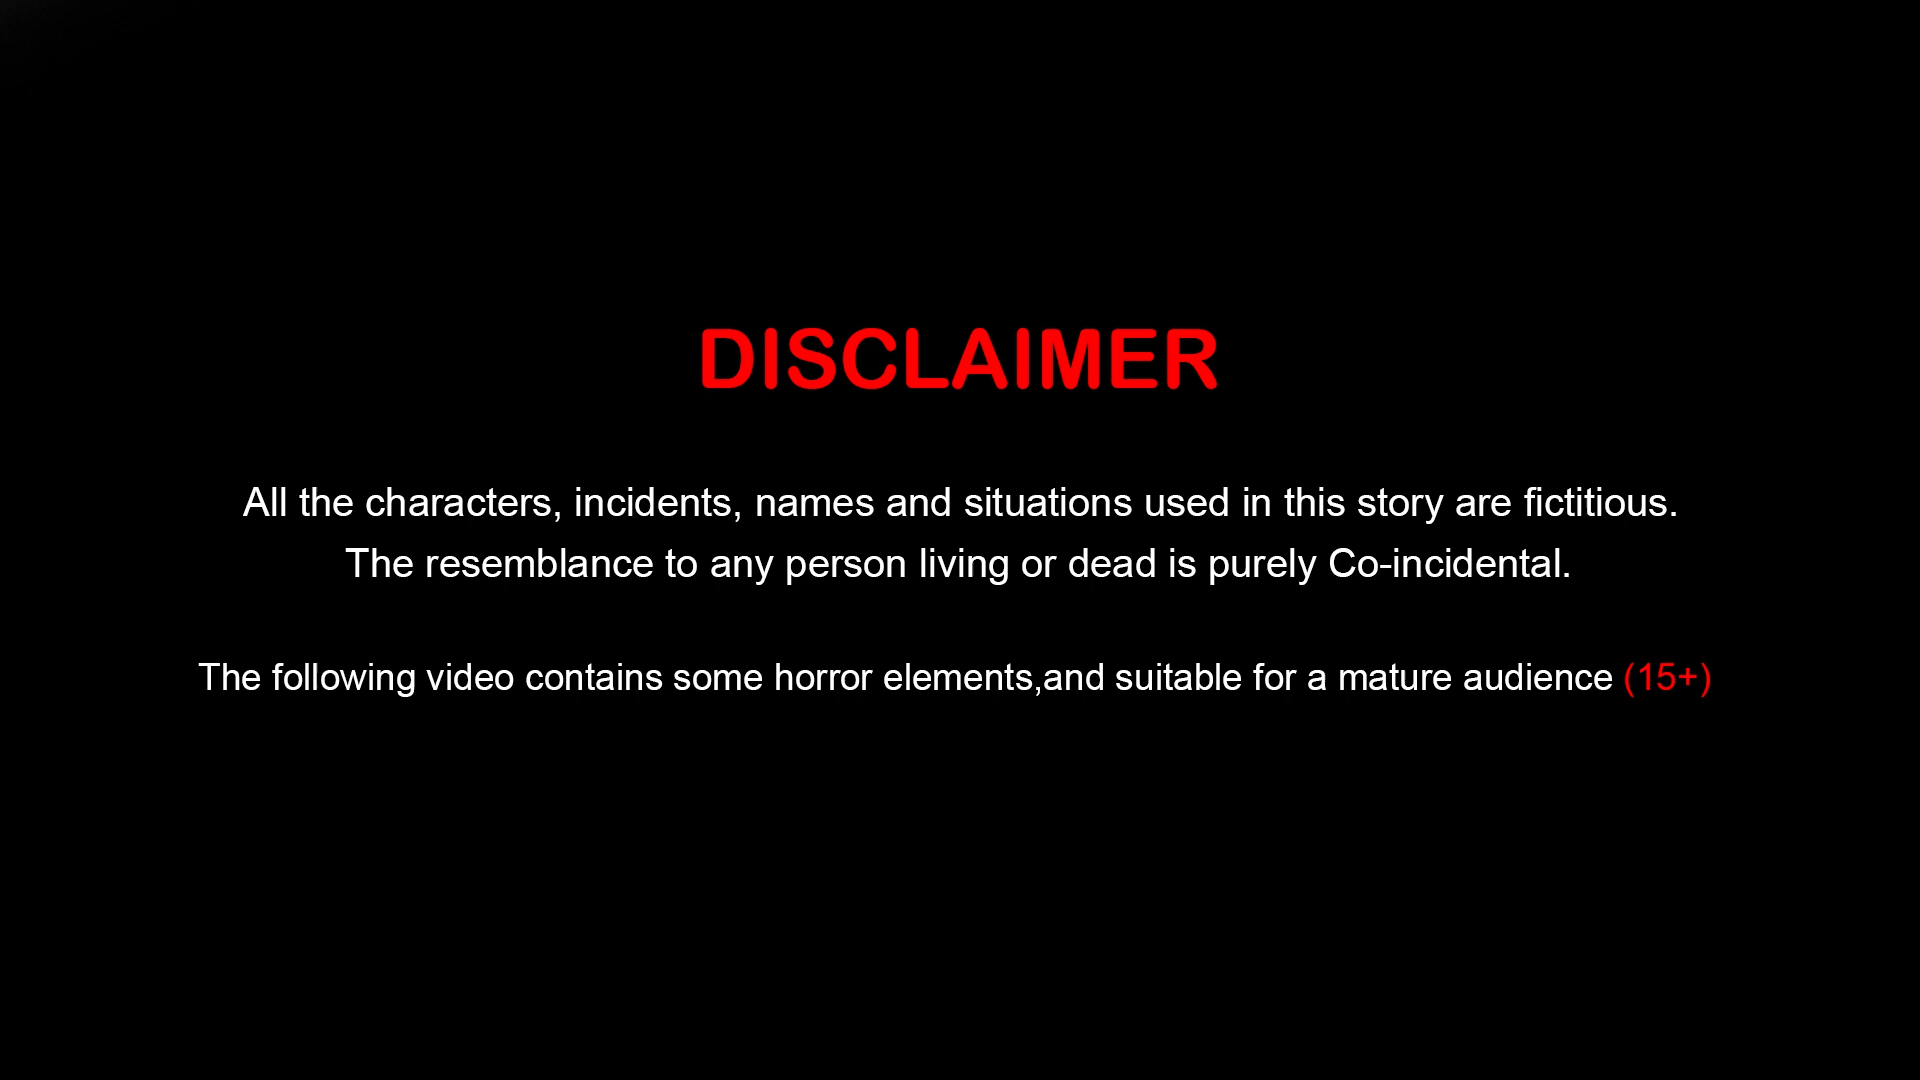 DISCLAIMER
All the characters, incidents, names and situations used in this story are fictitious.
The resemblance to any person living or dead is purely Co-incidental.
The following video contains some horror elements,and suitable for a mature audience (15+)